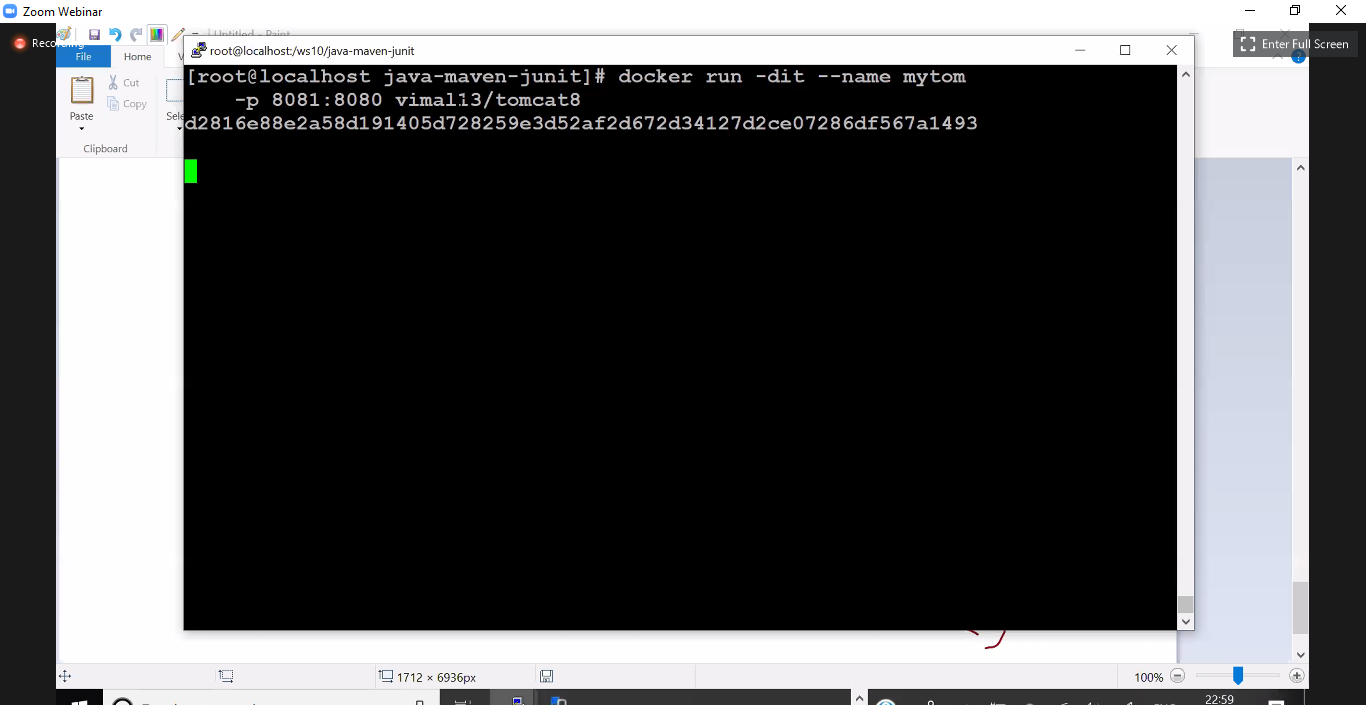 Zoom Webinar
Recording
Untitled - Paint
Enter Full Screen
root@localhost:/ws10/java-maven-junit
File
Home
V
Cut
Copy
Paste
Sele
Clipboard
[root@localhost java-maven-junit]# docker run -dit --name mytom
-p 8081:8080 vimal13/tomcat8
d2816e88e2a58d191405d728259e3d52af2d672d34127d2ce07286df567a1493
1712 × 6936px
100%
22:59